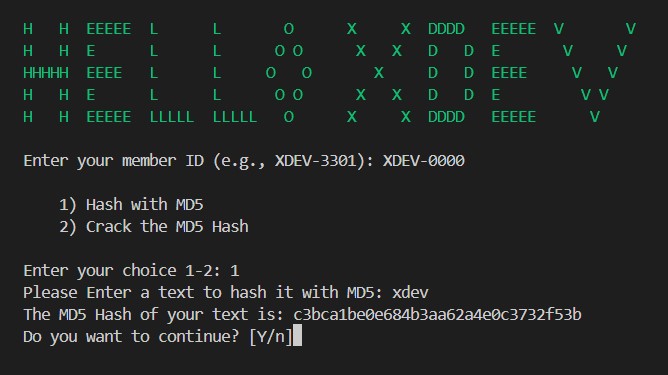 H   H  EEEEE  L      L       O      X     X  DDDD   EEEEE  V       V
H   H  E      L      L      O O      X   X   D   D  E       V     V
HHHHH  EEEE   L      L     O   O       X     D   D  EEEE     V   V
H   H  E      L      L      O O      X   X   D   D  E         V V
H   H  EEEEE  LLLLL  LLLLL   O      X     X  DDDD   EEEEE      V
Enter your member ID (e.g., XDEV-3301): XDEV-0000
1) Hash with MD5
2) Crack the MD5 Hash
Enter your choice 1-2: 1
Please Enter a text to hash it with MD5: xdev
The MD5 Hash of your text is: c3bca1be0e684b3aa62a4e0c3732f53b
Do you want to continue? [Y/n]